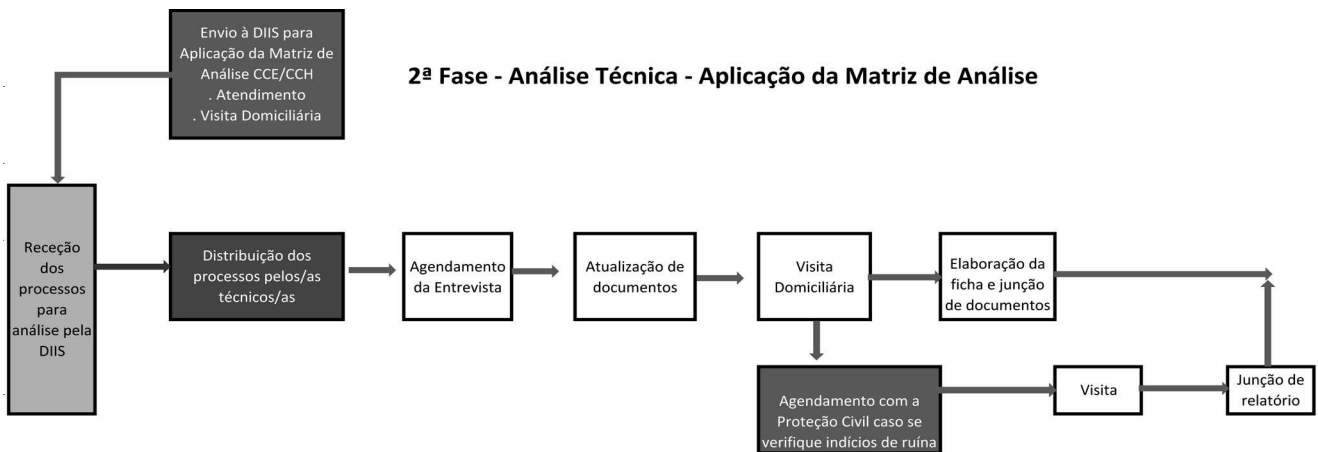 Envio à DIIS para
Aplicação da Matriz de
Análise CCE/CCH
. Atendimento
. Visita Domiciliária
2ª Fase - Análise Técnica - Aplicação da Matriz de Análise
Receção
dos
processos
para
análise pela
DIIS
Distribuição dos
processos pelos/as
técnicos/as
Agendamento
da Entrevista
Atualização de
documentos
Visita
Domiciliária
Elaboração da
ficha e junção
de documentos
Agendamento com a
Proteção Civil caso se
verifique indícios de ruína
Visita
Junção de
relatório